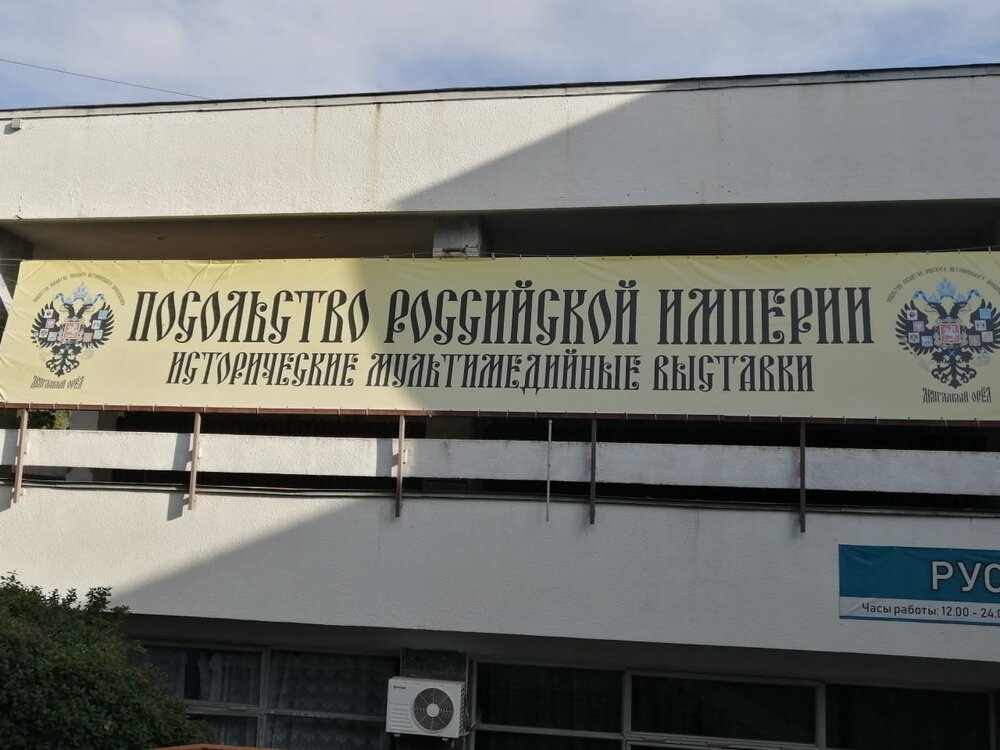 ПОСОЛЬСТВО РОССИЙСКОЙ ИМПЕРИИ
ИСТОРИЧЕСКИЕ МУЛЬТИМЕДИЙНЫЕ ВЫСТАВКИ
ДВУГЛАВЫЙ ОРЁЛ
ДВУГЛАВЫЙ ОРЁЛ
РУС
Часы работы: 12.00 - 24.0